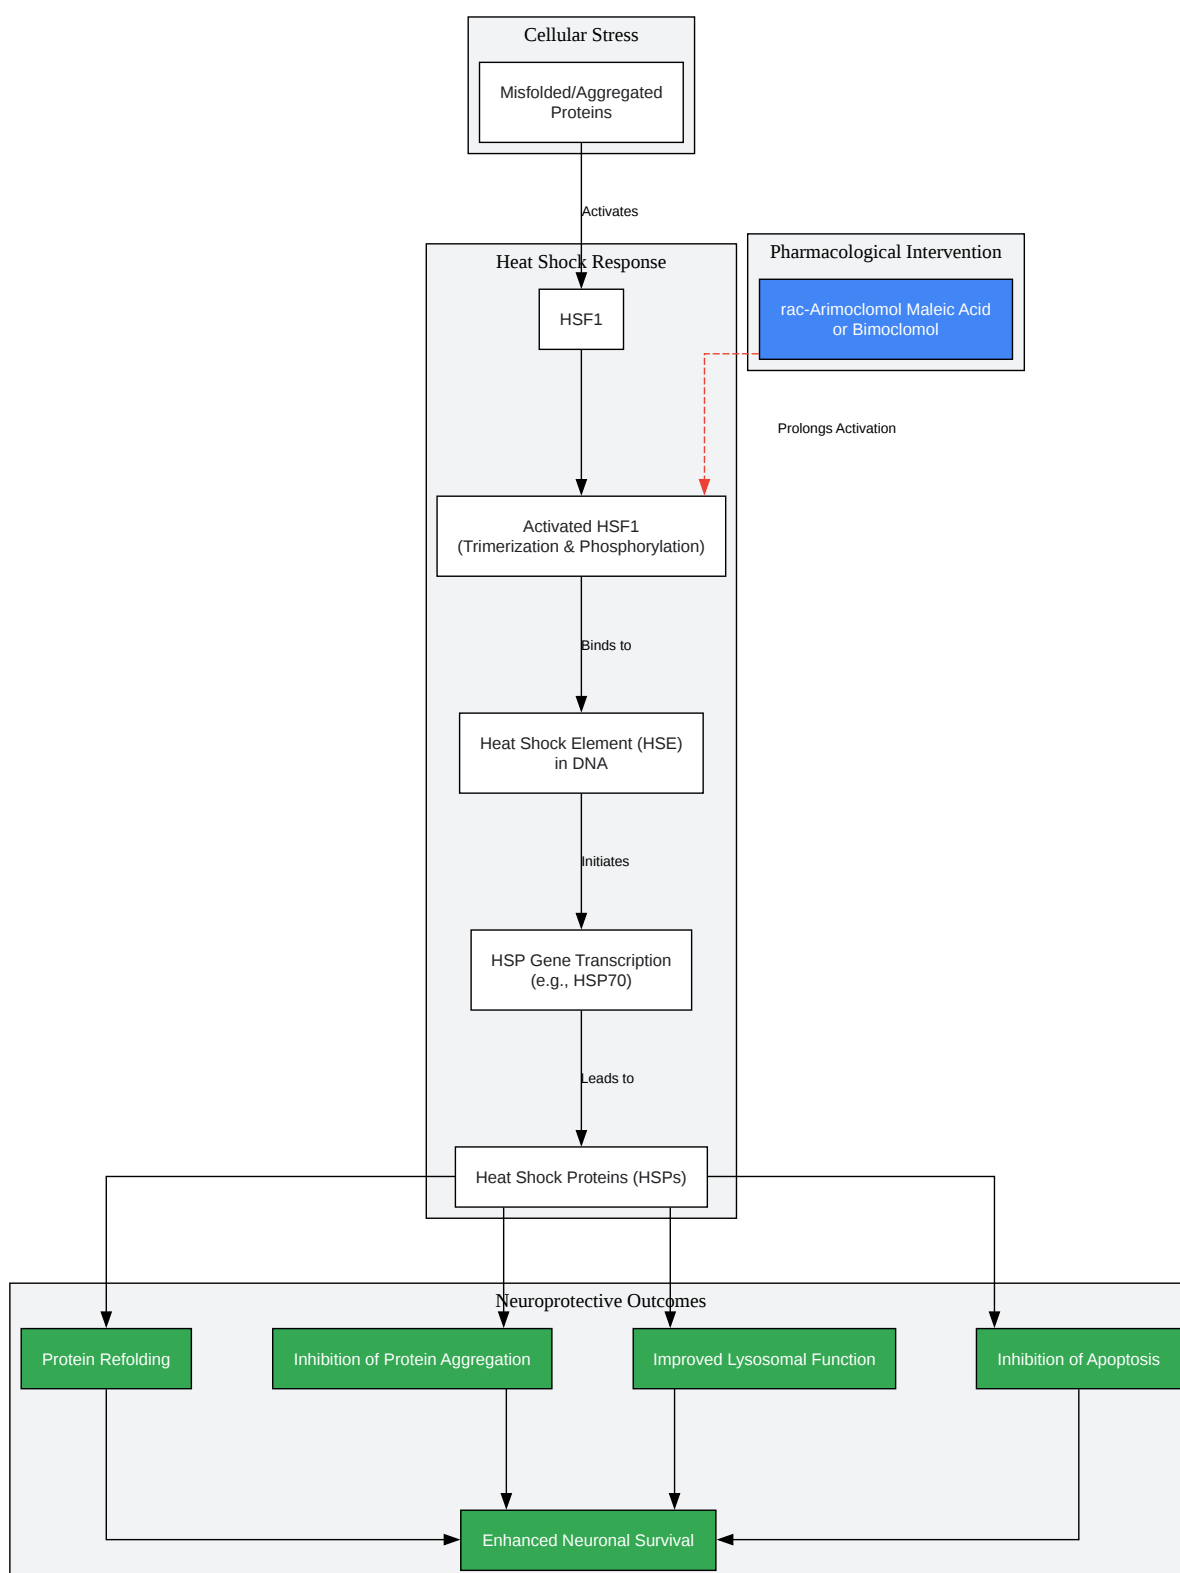 Cellular Stress
Misfolded/Aggregated
Proteins
Activates
Heat Shock Response
HSF1
Pharmacological Intervention
rac-Arimoclomol Maleic Acid
or Bimoclomol
Prolongs Activation
Activated HSF1
(Trimerization & Phosphorylation)
Binds to
Heat Shock Element (HSE)
in DNA
Initiates
HSP Gene Transcription
(e.g., HSP70)
Leads to
Heat Shock Proteins (HSPs)
Neuroprotective Outcomes
Protein Refolding
Inhibition of Protein Aggregation
Improved Lysosomal Function
Inhibition of Apoptosis
Enhanced Neuronal Survival